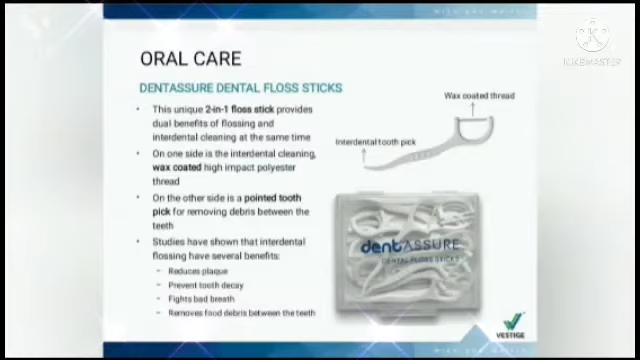 KINEMASTER
ORAL CARE
DENTASSURE DENTAL FLOSS STICKS
• This unique 2-in-1 floss stick provides
dual benefits of flossing and
interdental cleaning at the same time
• On one side is the interdental cleaning,
wax coated high impact polyester
thread
• On the other side is a pointed tooth
pick for removing debris between the
teeth
• Studies have shown that interdental
flossing have several benefits:
– Reduces plaque
– Prevent tooth decay
– Fights bad breath
– Removes food debris between the teeth
Wax coated thread
Interdental tooth pick
dentASSURE
DENTAL FLOSS STICKS
VESTIGE